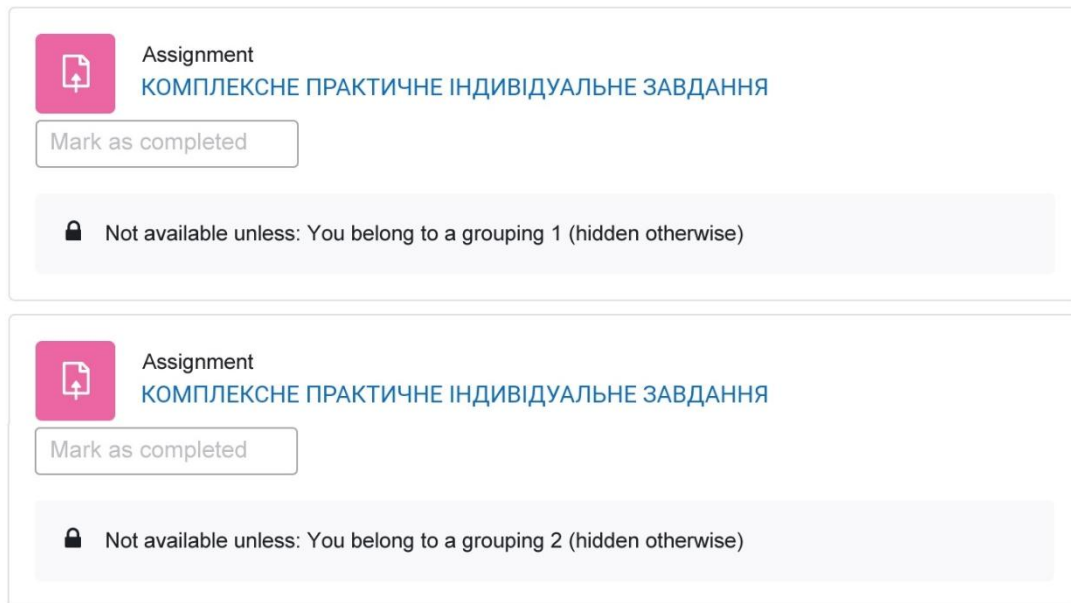 Assignment
КОМПЛЕКСНЕ ПРАКТИЧНЕ ІНДИВІДУАЛЬНЕ ЗАВДАННЯ
Mark as completed
Not available unless: You belong to a grouping 1 (hidden otherwise)
Assignment
КОМПЛЕКСНЕ ПРАКТИЧНЕ ІНДИВІДУАЛЬНЕ ЗАВДАННЯ
Mark as completed
Not available unless: You belong to a grouping 2 (hidden otherwise)